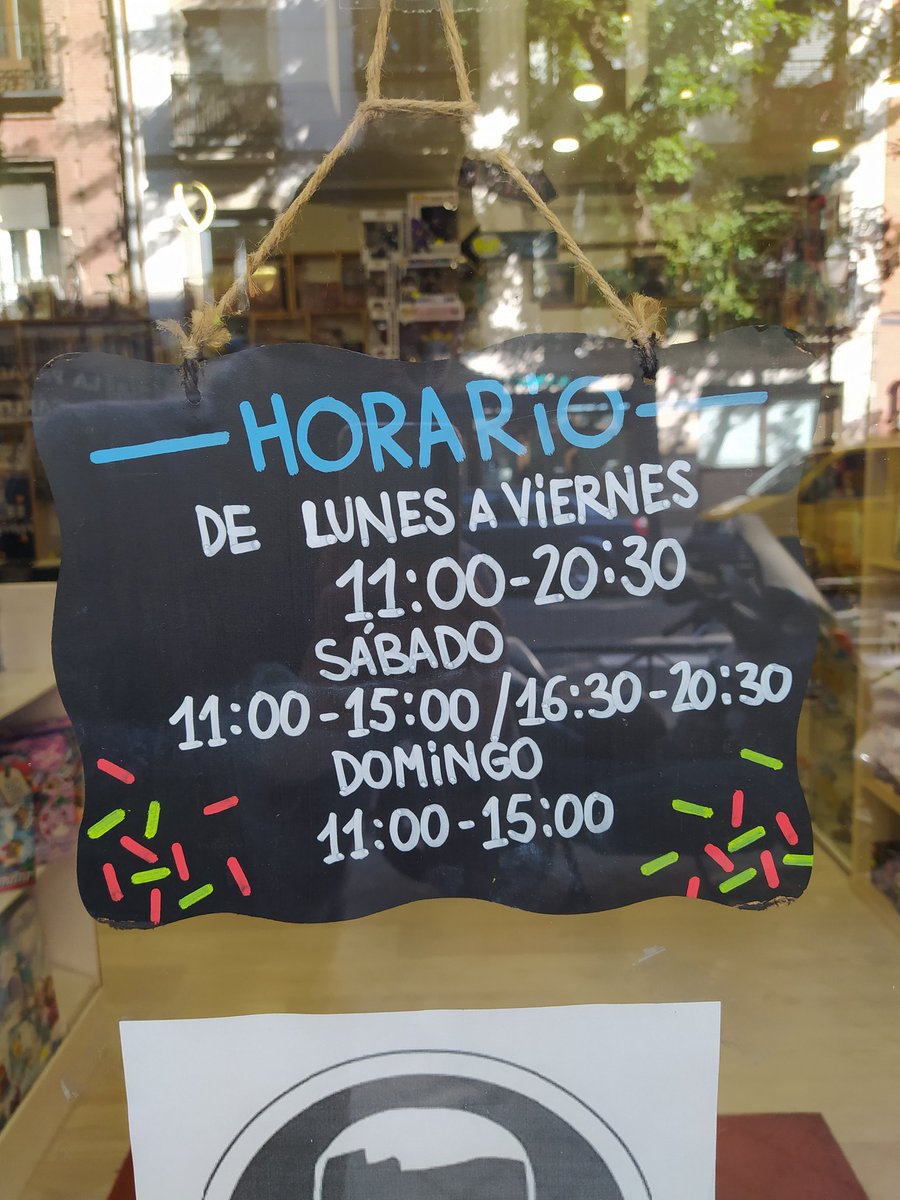 HORARiO
DE LUNES A ViERNES
11:00-20:30
SÁBADO
11:00-15:00/16:30-20:30
DOMiNGO
11:00-15:00